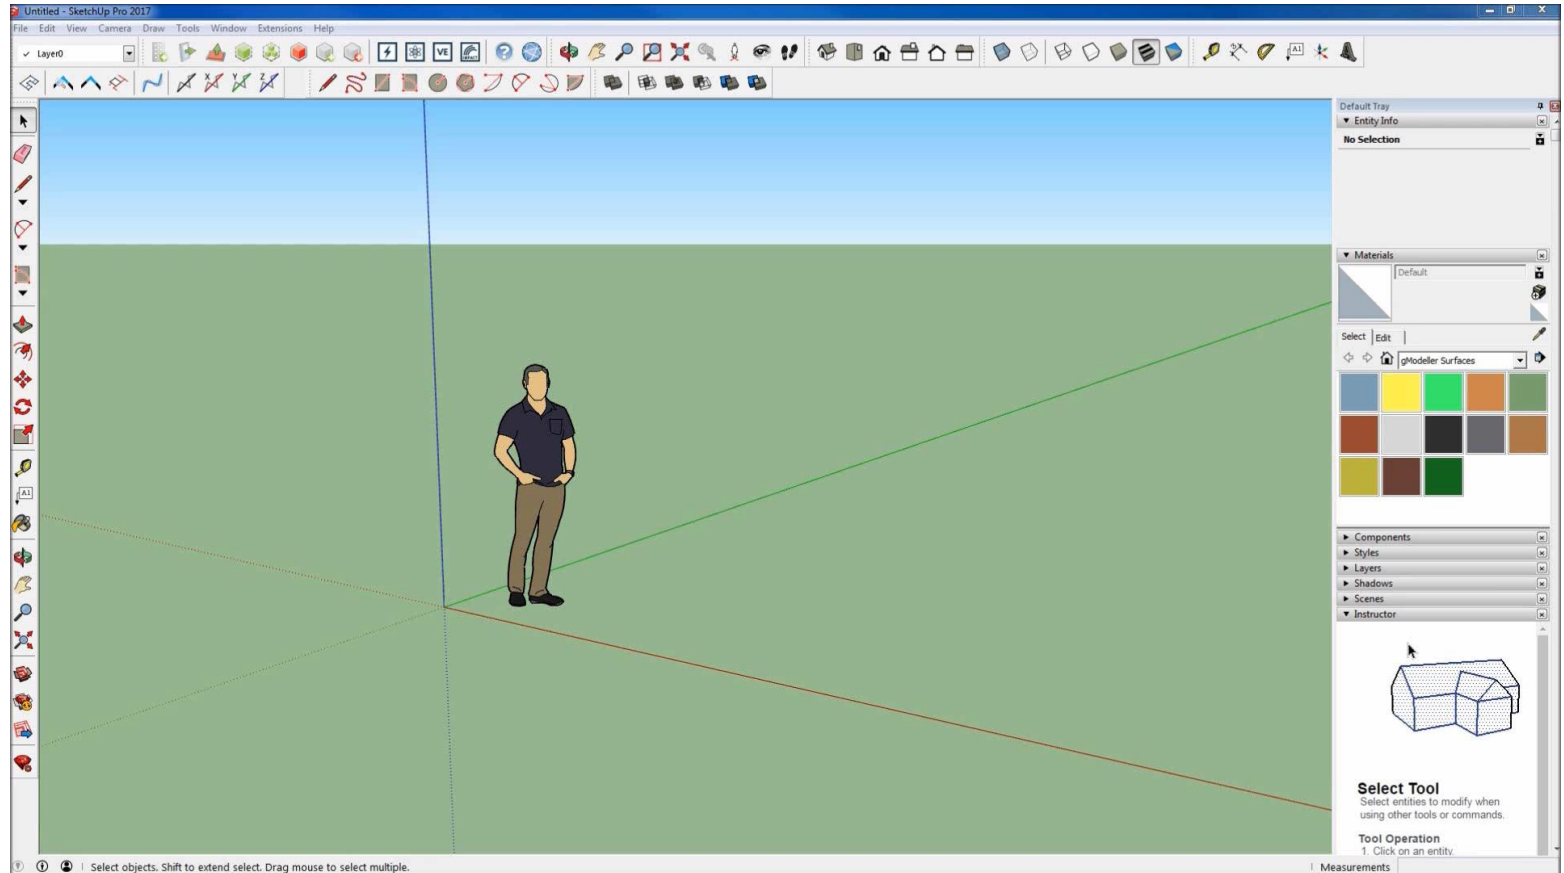 Untitled - SketchUp Pro 2017
File Edit View Camera Draw Tools Window Extensions Help
Layer0
VE
A1
Default Tray
Entity Info
No Selection
Materials
Default
Select Edit
gModeller Surfaces
A1
Components
Styles
Layers
Shadows
Scenes
Instructor
Select Tool
Select entities to modify when
using other tools or commands.
Tool Operation
1. Click on an entity.
Select objects. Shift to extend select. Drag mouse to select multiple.
Measurements